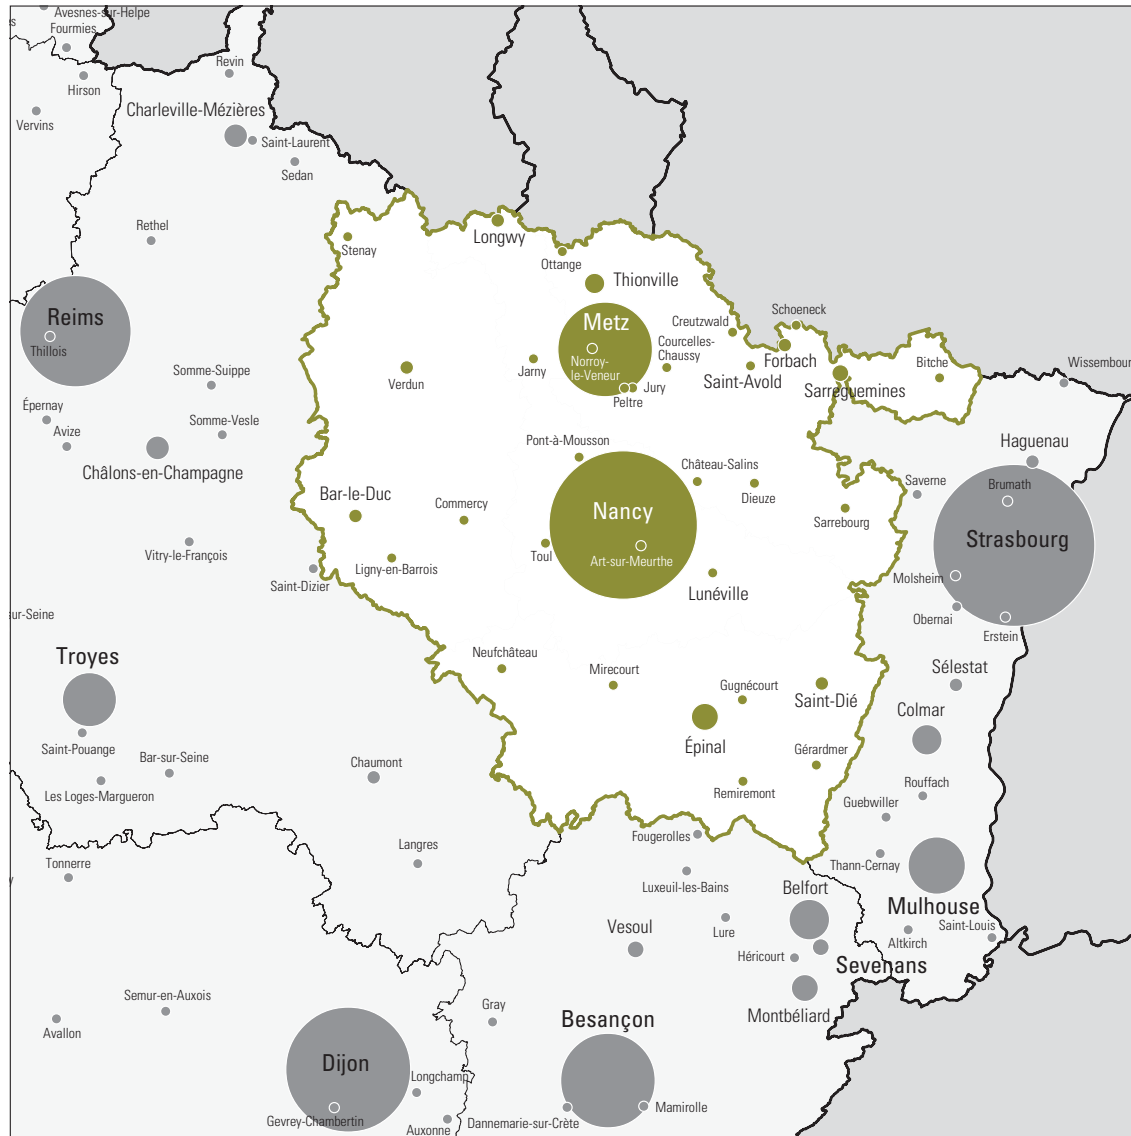 Avesnes-sur-Helpe
Fourmies
Revin
Hirson
Charleville-Mézières
Vervins
Saint-Laurent
Sedan
Rethel
Longwy
Stenay
Ottange
Thionville
Reims
Metz
Schoeneck
Creutzwald
Thillois
Courcelles-
Chaussy
Forbach
Norroy-
le-Veneur
Somme-Suippe
Jarny
Bitche
Wissembour
Verdun
Saint-Avold
Jury
Sarreguemines
Peltre
Épernay
Somme-Vesle
Avize
Pont-à-Mousson
Haguenau
Châlons-en-Champagne
Château-Salins
Saverne
Brumath
Bar-le-Duc
Commercy
Dieuze
Nancy
Sarrebourg
Strasbourg
Vitry-le-François
Toul
Art-sur-Meurthe
Ligny-en-Barrois
Saint-Dizier
Molsheim
Lunéville
ur-Seine
Obernai
Erstein
Troyes
Neufchâteau
Mirecourt
Gugnécourt
Saint-Dié
Sélestat
Colmar
Saint-Pouange
Épinal
Bar-sur-Seine
Gérardmer
Chaumont
Rouffach
Les Loges-Margueron
Remiremont
Guebwiller
Fougerolles
Langres
Tonnerre
Thann-Cernay
Luxeuil-les-Bains
Belfort
Mulhouse
Vesoul
Lure
Saint-Louis
Altkirch
Héricourt
Sevenans
Semur-en-Auxois
Gray
Montbéliard
Avallon
Besançon
Dijon
Longchamp
Gevrey-Chambertin
Mamirolle
Auxonne
Dannemarie-sur-Crète